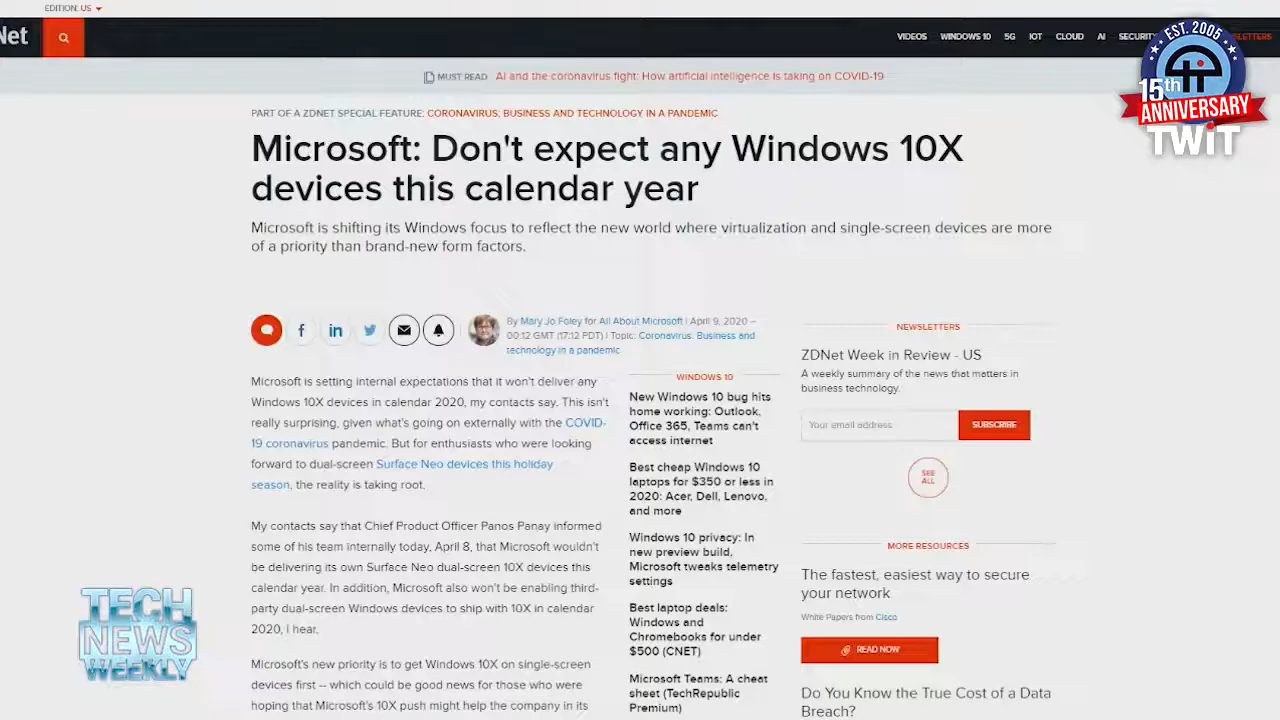 EDITION: US
Net
VIDEOS WINDOWS 10 5G IOT CLOUD AI SECURITY
LETTERS
EST. 2005
15th
ANNIVERSARY
TWiT
MUST READ AI and the coronavirus fight: How artificial intelligence is taking on COVID-19
PART OF A ZDNET SPECIAL FEATURE: CORONAVIRUS: BUSINESS AND TECHNOLOGY IN A PANDEMIC
Microsoft: Don't expect any Windows 10X
devices this calendar year
Microsoft is shifting its Windows focus to reflect the new world where virtualization and single-screen devices are more
of a priority than brand-new form factors.
By Mary Jo Foley for All About Microsoft | April 9, 2020 --
00:12 GMT (17:12 PDT) | Topic: Coronavirus: Business and
technology in a pandemic
Microsoft is setting internal expectations that it won't deliver any
Windows 10X devices in calendar 2020, my contacts say. This isn't
really surprising, given what's going on externally with the COVID-
19 coronavirus pandemic. But for enthusiasts who were looking
forward to dual-screen Surface Neo devices this holiday
season, the reality is taking root.
My contacts say that Chief Product Officer Panos Panay informed
some of his team internally today, April 8, that Microsoft wouldn't
be delivering its own Surface Neo dual-screen 10X devices this
calendar year. In addition, Microsoft also won't be enabling third-
party dual-screen Windows devices to ship with 10X in calendar
2020, I hear.
Microsoft's new priority is to get Windows 10X on single-screen
devices first -- which could be good news for those who were
hoping that Microsoft's 10X push might help the company in its
WINDOWS 10
New Windows 10 bug hits
home working: Outlook,
Office 365, Teams can't
access internet
Best cheap Windows 10
laptops for $350 or less in
2020: Acer, Dell, Lenovo,
and more
Windows 10 privacy: In
new preview build,
Microsoft tweaks telemetry
settings
Best laptop deals:
Windows and
Chromebooks for under
$500 (CNET)
Microsoft Teams: A cheat
sheet (TechRepublic
Premium)
NEWSLETTERS
ZDNet Week in Review - US
A weekly summary of the news that matters in
business technology.
Your email address
SUBSCRIBE
SEE
ALL
MORE RESOURCES
The fastest, easiest way to secure
your network
White Papers from Cisco
READ NOW
Do You Know the True Cost of a Data
Breach?
TECH
NEWS
WEEKLY